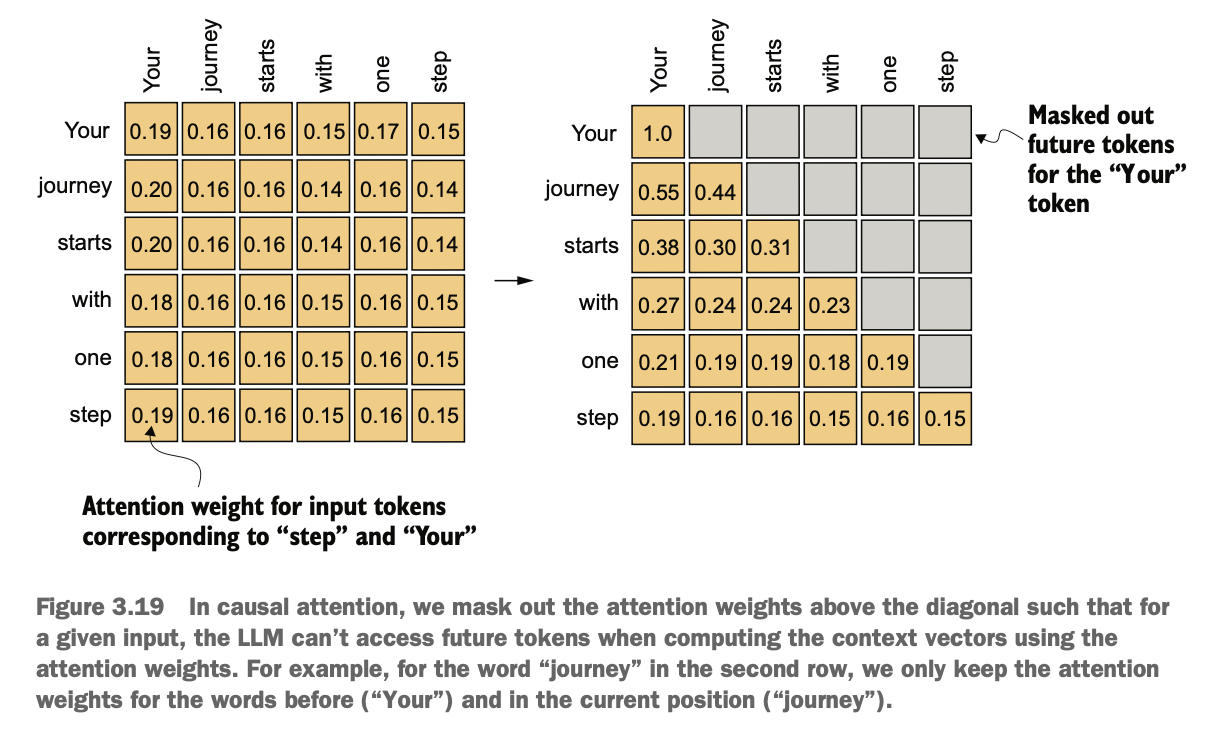 Your journey starts with one step
Your 0.19 0.16 0.16 0.15 0.17 0.15
journey 0.20 0.16 0.16 0.14 0.16 0.14
starts 0.20 0.16 0.16 0.14 0.16 0.14
with 0.18 0.16 0.16 0.15 0.16 0.15
one 0.18 0.16 0.16 0.15 0.16 0.15
step 0.19 0.16 0.16 0.15 0.16 0.15
Attention weight for input tokens
corresponding to “step” and “Your”
Your journey starts with one step
Your 1.0
journey 0.55 0.44
starts 0.38 0.30 0.31
with 0.27 0.24 0.24 0.23
one 0.21 0.19 0.19 0.18 0.19
step 0.19 0.16 0.16 0.15 0.16 0.15
Masked out
future tokens
for the “Your”
token
Figure 3.19 In causal attention, we mask out the attention weights above the diagonal such that for
a given input, the LLM can’t access future tokens when computing the context vectors using the
attention weights. For example, for the word “journey” in the second row, we only keep the attention
weights for the words before (“Your”) and in the current position (“journey”).